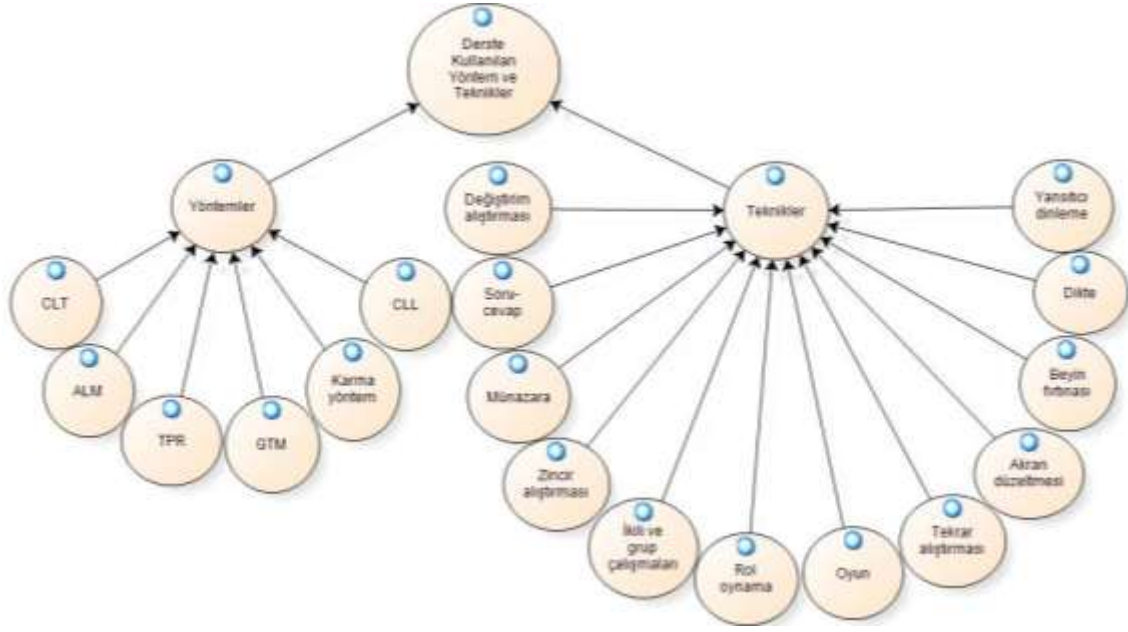 Derste
Kullanılan
Yöntem ve
Teknikler
Yöntemler
Değiştirim
alıştırması
Teknikler
Yansıtıcı
dinleme
CLT
CLL
Soru-
cevap
Dikte
ALM
Karma
yöntem
Münazara
Beyin
fırtınası
TPR
GTM
Zincir
alıştırması
Akran
düzeltmesi
İkili ve
grup
çalışmaları
Rol
oynama
Oyun
Tekrar
alıştırması